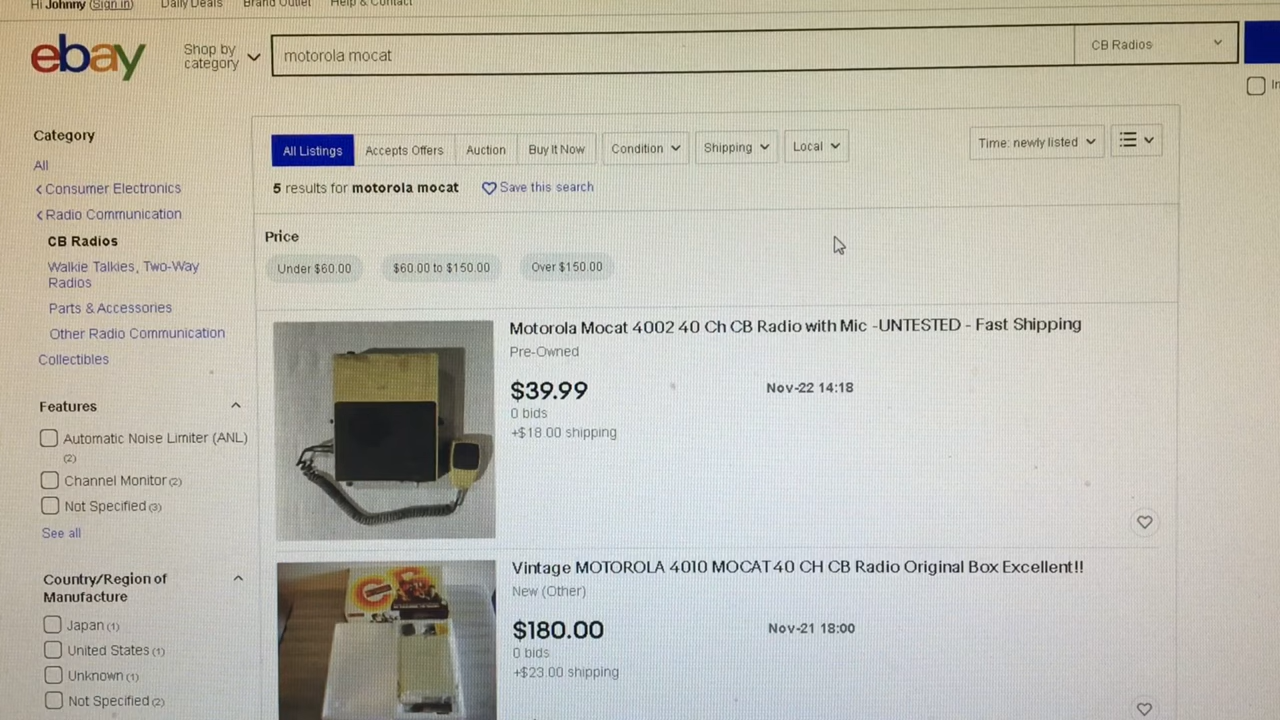 Hi Johnny (Sign in) Daily Deals Brand Outlet Help & Contact
ebay
Shop by
category
motorola mocat
CB Radios
Category
All
Consumer Electronics
Radio Communication
CB Radios
Walkie Talkies, Two-Way
Radios
Parts & Accessories
Other Radio Communication
Collectibles
Features
Automatic Noise Limiter (ANL)
(2)
Channel Monitor (2)
Not Specified (3)
See all
Country/Region of
Manufacture
Japan (1)
United States (1)
Unknown (1)
Not Specified (2)
All Listings Accepts Offers Auction Buy It Now Condition Shipping Local Time: newly listed
5 results for motorola mocat Save this search
Price
Under $60.00 $60.00 to $150.00 Over $150.00
Motorola Mocat 4002 40 Ch CB Radio with Mic -UNTESTED - Fast Shipping
Pre-Owned
$39.99 Nov-22 14:18
0 bids
+$18.00 shipping
Vintage MOTOROLA 4010 MOCAT 40 CH CB Radio Original Box Excellent!!
New (Other)
$180.00 Nov-21 18:00
0 bids
+$23.00 shipping